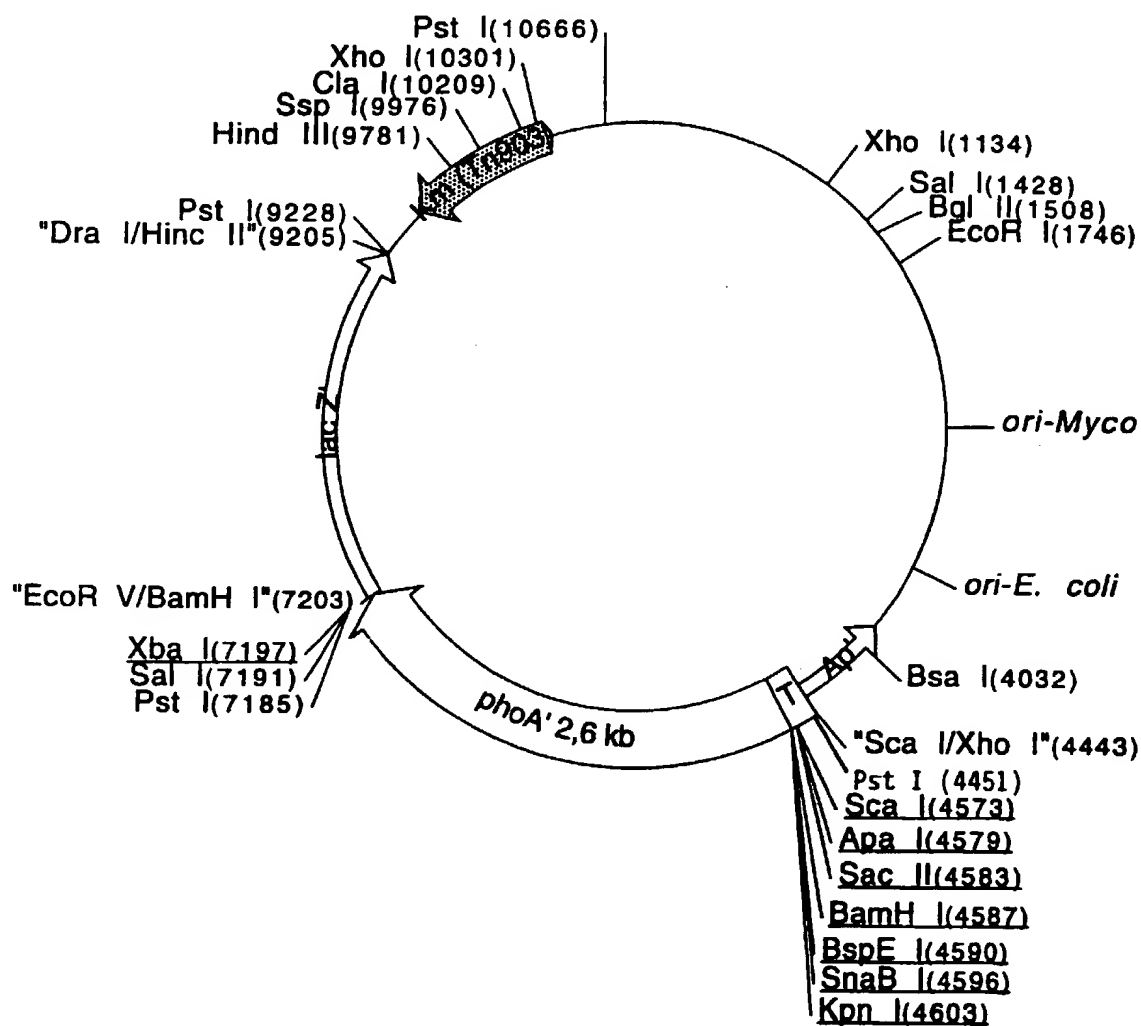 Pst I(10666)
Xho I(10301)
Cla I(10209)
Ssp I(9976)
Hind III(9781)
Pst I(9228)
"Dra I/Hinc II"(9205)
Xho I(1134)
Sal I(1428)
Bgl II(1508)
EcoR I(1746)
ori-Myco
ori-E. coli
Bsa I(4032)
"Sca I/Xho I"(4443)
Pst I (4451)
Sca I(4573)
Apa I(4579)
Sac II(4583)
BamH I(4587)
BspE I(4590)
SnaB I(4596)
Kpn I(4603)
T
phoA' 2,6 kb
lac Z'
"EcoR V/BamH I"(7203)
Xba I(7197)
Sal I(7191)
Pst I(7185)